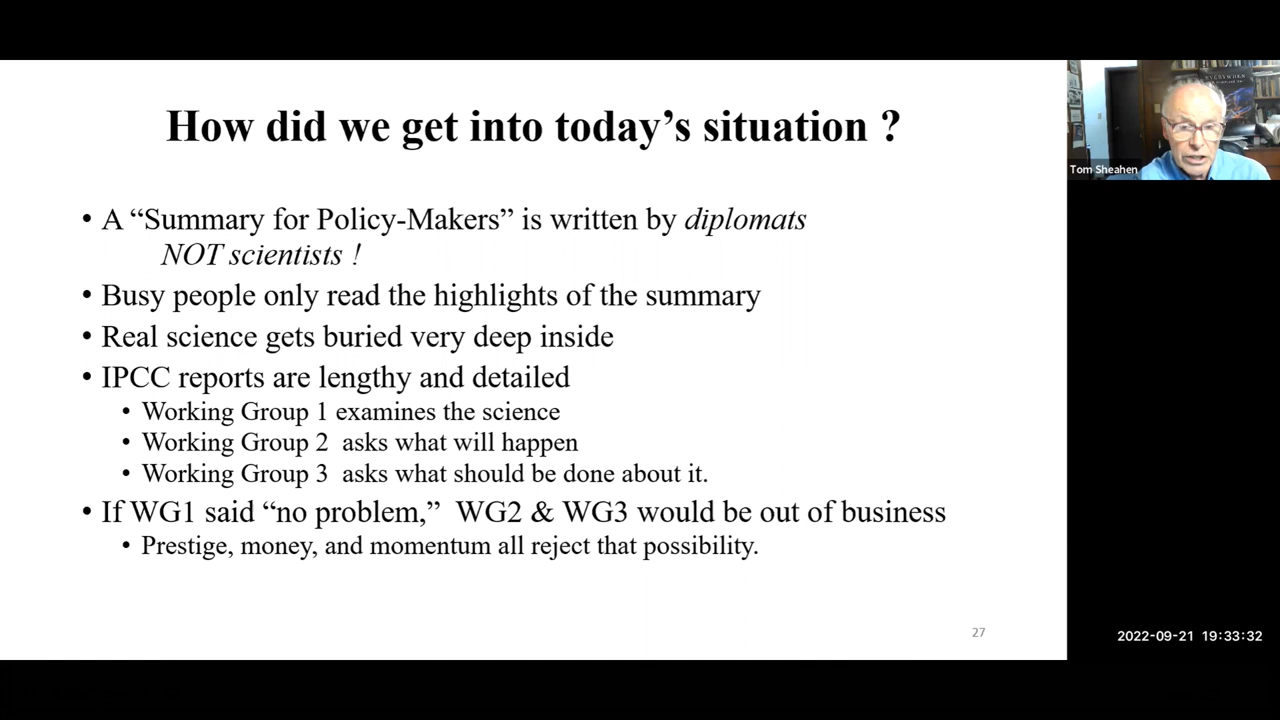 How did we get into today’s situation ?
• A “Summary for Policy-Makers” is written by diplomats
NOT scientists !
• Busy people only read the highlights of the summary
• Real science gets buried very deep inside
• IPCC reports are lengthy and detailed
• Working Group 1 examines the science
• Working Group 2  asks what will happen
• Working Group 3  asks what should be done about it.
• If WG1 said “no problem,”  WG2 & WG3 would be out of business
• Prestige, money, and momentum all reject that possibility.
27
Tom Sheahen
2022-09-21 19:33:32